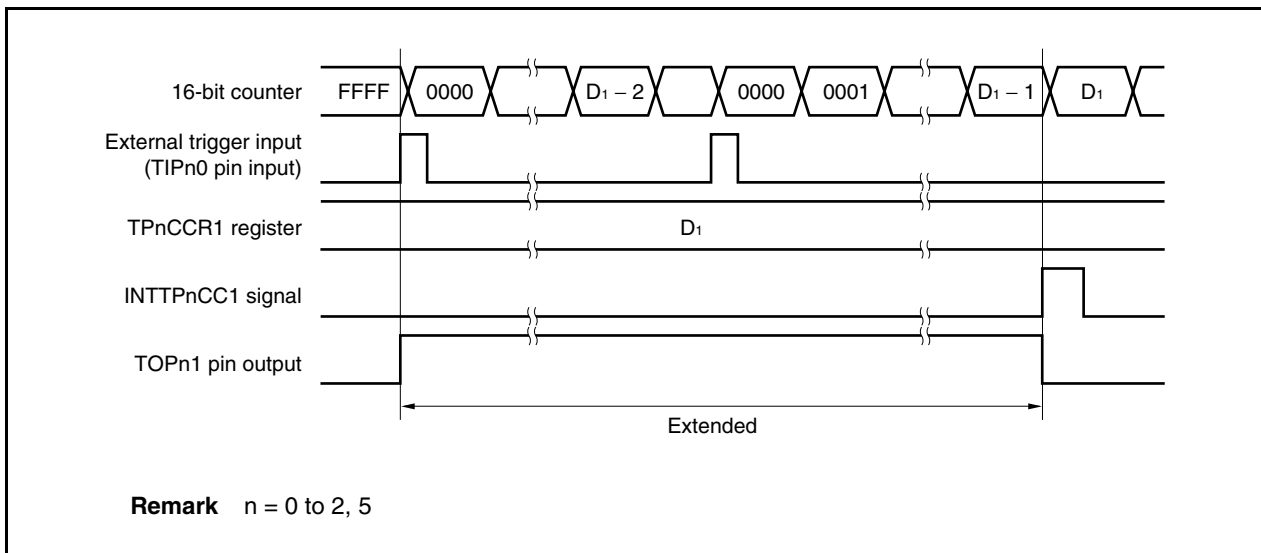 16-bit counter FFFF 0000 D1 − 2 0000 0001 D1 − 1 D1
External trigger input
(TIPn0 pin input)
TPnCCR1 register D1
INTTPnCC1 signal
TOPn1 pin output
Extended
Remark n = 0 to 2, 5